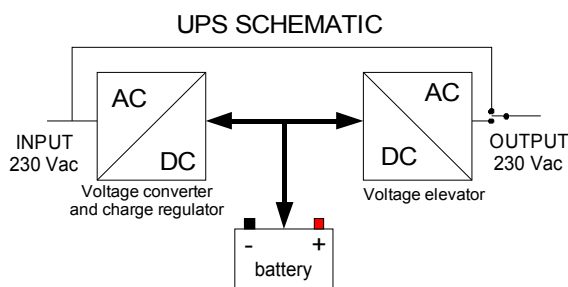 UPS SCHEMATIC
AC
DC
AC
DC
INPUT
230 Vac
OUTPUT
230 Vac
Voltage converter
and charge regulator
Voltage elevator
- +
battery